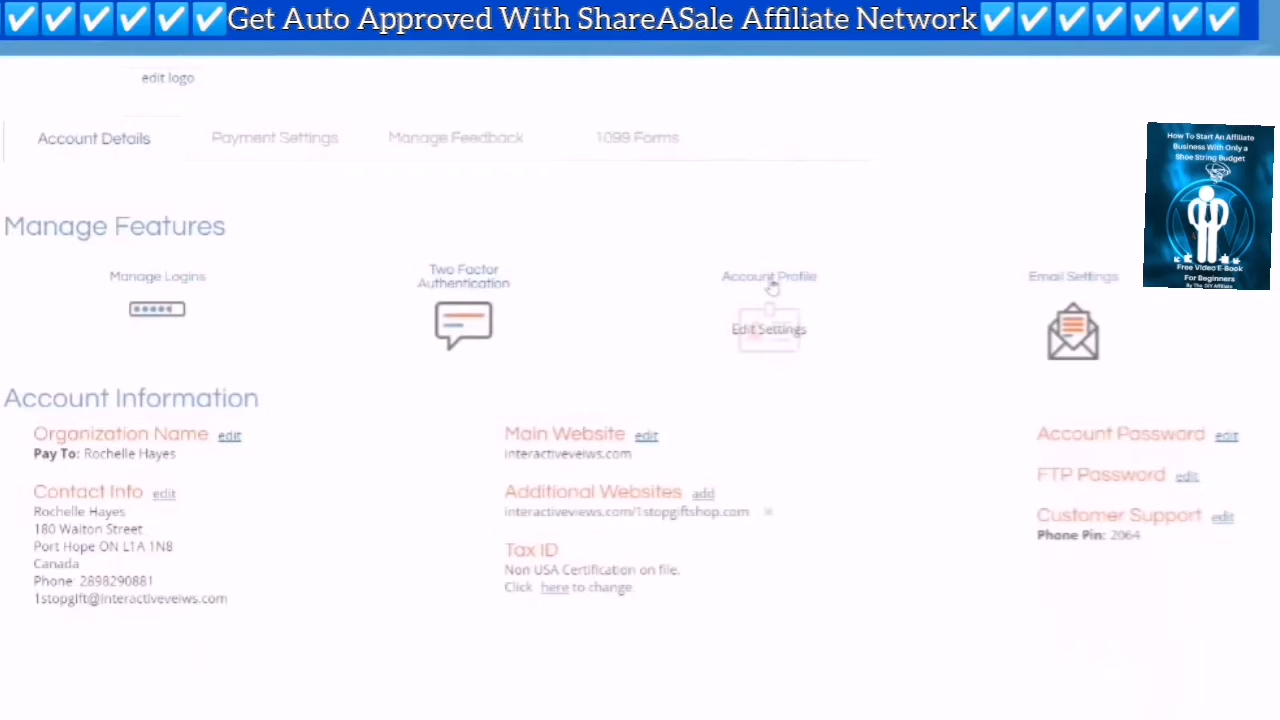 ✅✅✅✅✅✅Get Auto Approved With ShareASale Affiliate Network✅✅✅✅✅✅✅
edit logo
Account Details Payment Settings Manage Feedback 1099 Forms
How To Start An Affiliate
Business With Only a
Shoe String Budget
Free Video E-Book
For Beginners
By The DIY Affiliate
Manage Features
Manage Logins
Two Factor
Authentication
Account Profile
Edit Settings
Email Settings
Account Information
Organization Name edit
Pay To: Rochelle Hayes
Contact Info edit
Rochelle Hayes
180 Walton Street
Port Hope ON L1A 1N8
Canada
Phone: 2898290881
1stopgift@interactiveveiws.com
Main Website edit
interactiveveiws.com
Additional Websites add
interactiveviews.com/1stopgiftshop.com
Tax ID
Non USA Certification on file.
Click here to change.
Account Password edit
FTP Password edit
Customer Support edit
Phone Pin: 2064